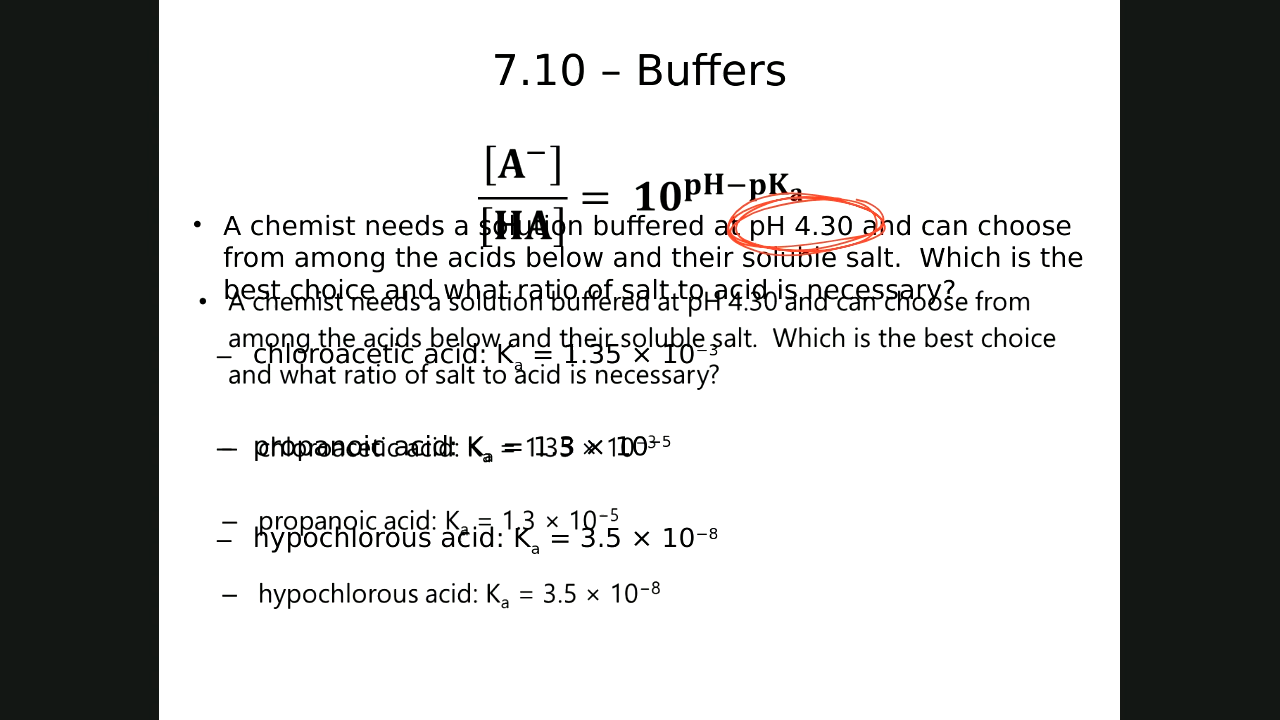 7.10 – Buffers
[A⁻]/[HA] = 10^(pH−pKₐ)
• A chemist needs a solution buffered at pH 4.30 and can choose
from among the acids below and their soluble salt. Which is the
best choice and what ratio of salt to acid is necessary?
• A chemist needs a solution buffered at pH 4.30 and can choose from
among the acids below and their soluble salt. Which is the best choice
– chloroacetic acid: Kₐ = 1.35 × 10⁻³
and what ratio of salt to acid is necessary?
– propanoic acid: Kₐ = 1.3 × 10⁻⁵
– chloroacetic acid: Kₐ = 1.35 × 10⁻³
– propanoic acid: Kₐ = 1.3 × 10⁻⁵
– hypochlorous acid: Kₐ = 3.5 × 10⁻⁸
– hypochlorous acid: Kₐ = 3.5 × 10⁻⁸